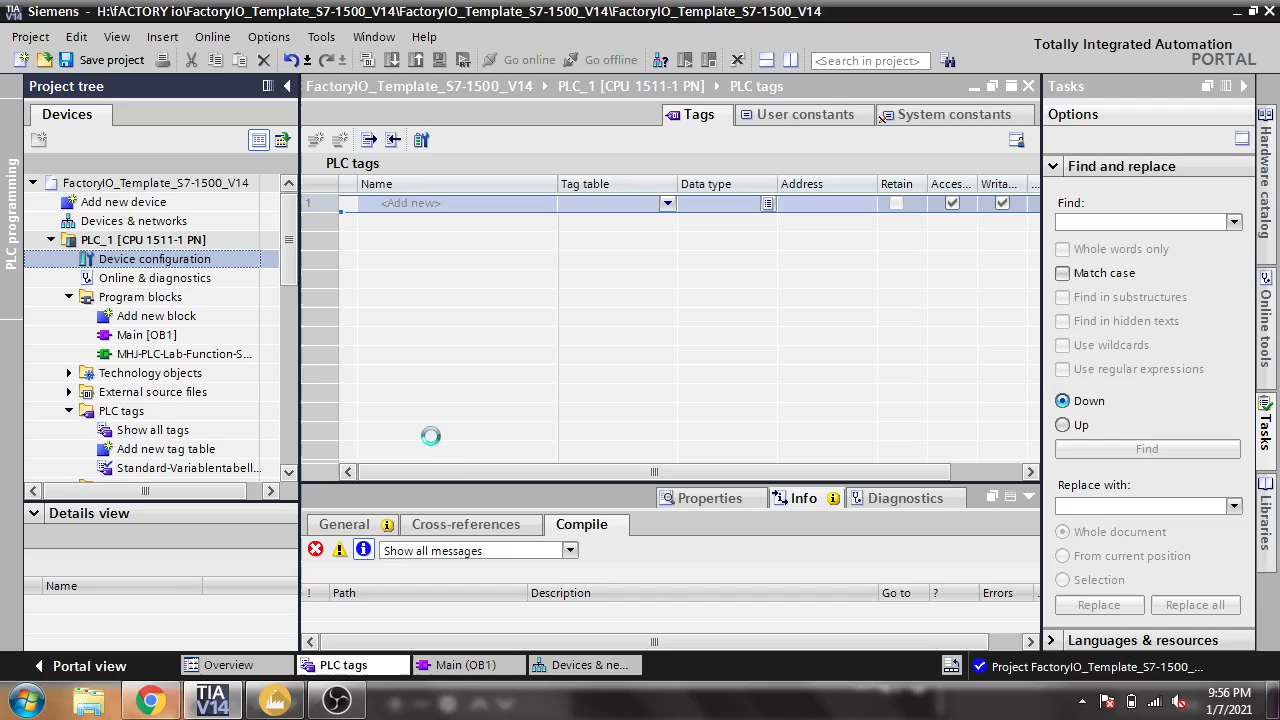 TIA V14 Siemens - H:\fACTORY io\FactoryIO_Template_S7-1500_V14\FactoryIO_Template_S7-1500_V14\FactoryIO_Template_S7-1500_V14
Project Edit View Insert Online Options Tools Window Help
Totally Integrated Automation
PORTAL
Save project Go online Go offline <Search in project>
Project tree
FactoryIO_Template_S7-1500_V14 PLC_1 [CPU 1511-1 PN] PLC tags
Tasks
Devices
Tags User constants System constants
Options
PLC programming
PLC tags
Name Tag table Data type Address Retain Acces... Writa... ...
1 <Add new>
FactoryIO_Template_S7-1500_V14
Add new device
Devices & networks
PLC_1 [CPU 1511-1 PN]
Device configuration
Online & diagnostics
Program blocks
Add new block
Main [OB1]
MHJ-PLC-Lab-Function-S...
Technology objects
External source files
PLC tags
Show all tags
Add new tag table
Standard-Variablentabell...
Details view
Name
Find and replace
Find:
Whole words only
Match case
Find in substructures
Find in hidden texts
Use wildcards
Use regular expressions
Down
Up
Find
Replace with:
Whole document
From current position
Selection
Replace Replace all
Languages & resources
Hardware catalog
Online tools
Tasks
Libraries
Properties Info Diagnostics
General Cross-references Compile
Show all messages
! Path Description Go to ? Errors .
Portal view Overview PLC tags Main (OB1) Devices & ne... Project FactoryIO_Template_S7-1500_...
TIA V14
9:56 PM
1/7/2021